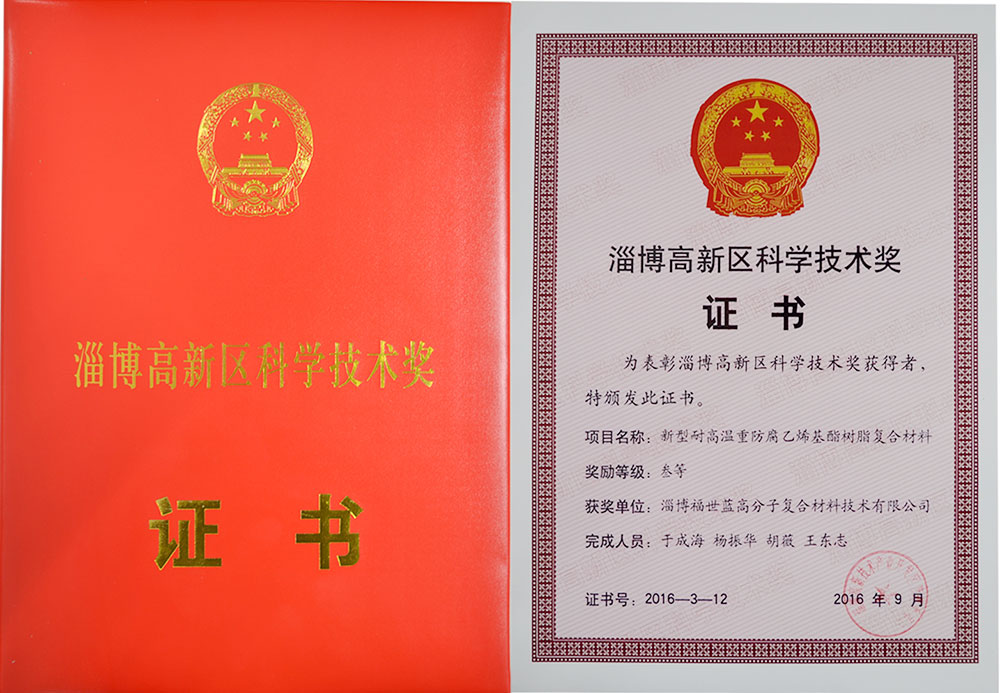 淄博高新区科学技术奖
证 书
淄博高新区科学技术奖
证 书
为表彰淄博高新区科学技术奖获得者，
特颁发此证书。
项目名称：新型耐高温重防腐乙烯基酯树脂复合材料
奖励等级：叁等
获奖单位：淄博福世蓝高分子复合材料技术有限公司
完成人员：于成海 杨振华 胡薇 王东志
证书号：2016—3—12
2016 年 9 月